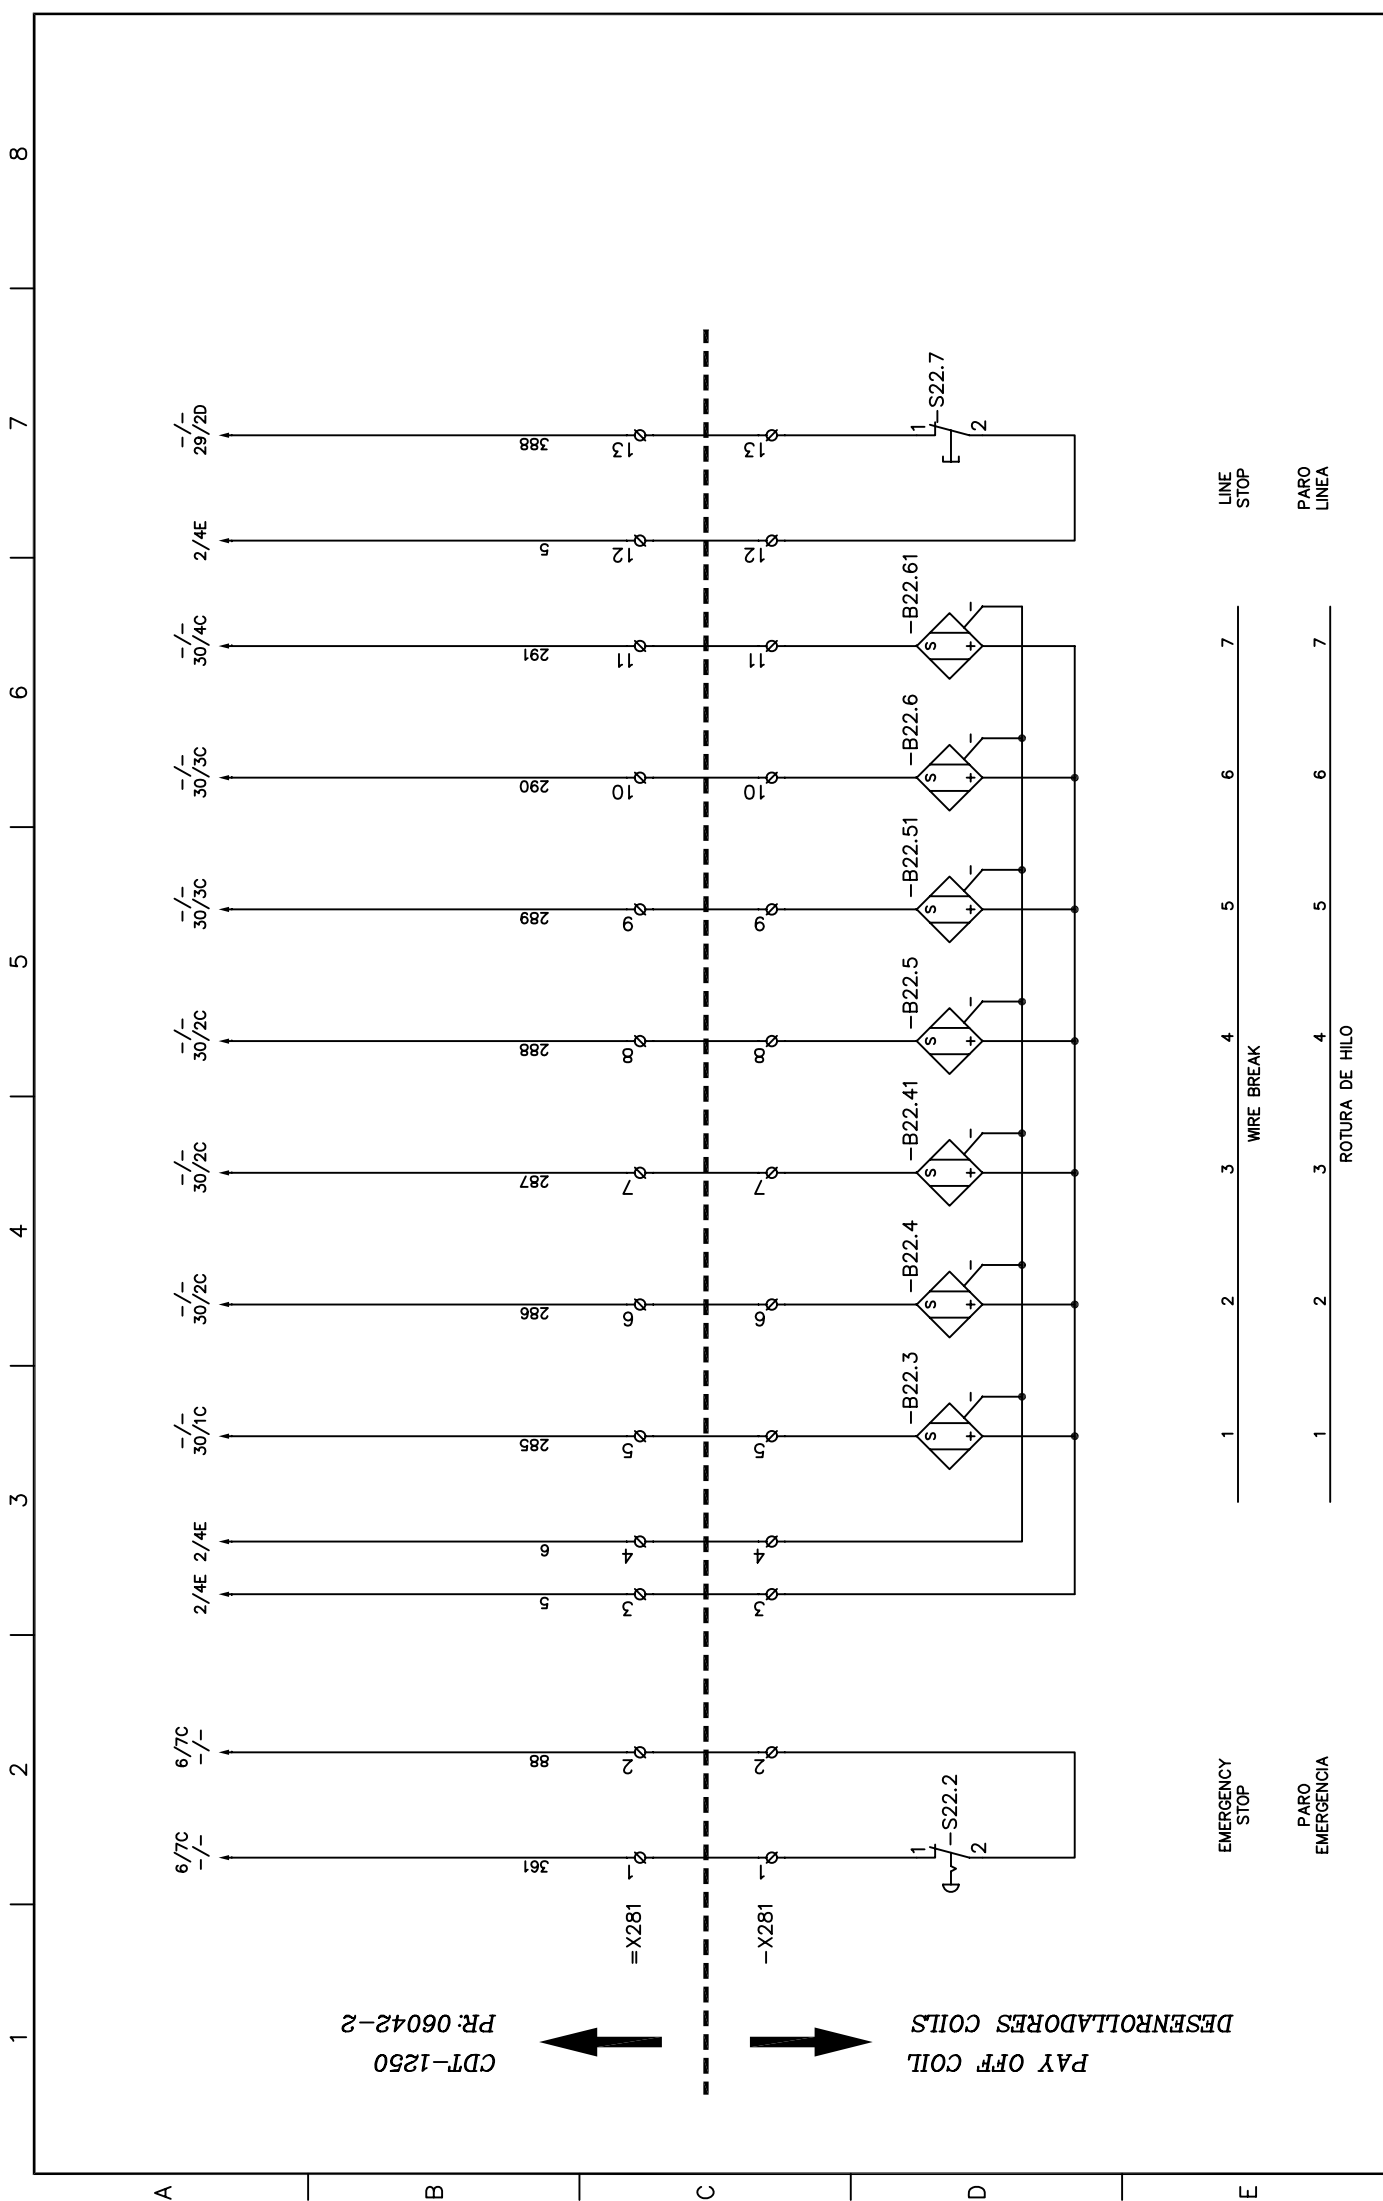 1 2 3 4 5 6 7 8
A
B
C
D
E
6/7C
-/-
6/7C
-/-
2/4E
2/4E
-/-
30/1C
-/-
30/2C
-/-
30/2C
-/-
30/2C
-/-
30/3C
-/-
30/3C
-/-
30/4C
2/4E
-/-
29/2D
CDT-1250
PR: 06042-2
361 88 5 6 285 286 287 288 289 290 291 5 388
=X281 1 2 3 4 5 6 7 8 9 10 11 12 13
-X281 1 2 3 4 5 6 7 8 9 10 11 12 13
PAY OFF COIL
DESENROLLADORES COILS
1 -S22.2 2
-B22.3 S + -
-B22.4 S + -
-B22.41 S + -
-B22.5 S + -
-B22.51 S + -
-B22.6 S + -
-B22.61 S + -
1 -S22.7 2
EMERGENCY
STOP
1 2 3 4 5 6 7
WIRE BREAK
LINE
STOP
PARO
EMERGENCIA
1 2 3 4 5 6 7
ROTURA DE HILO
PARO
LINEA